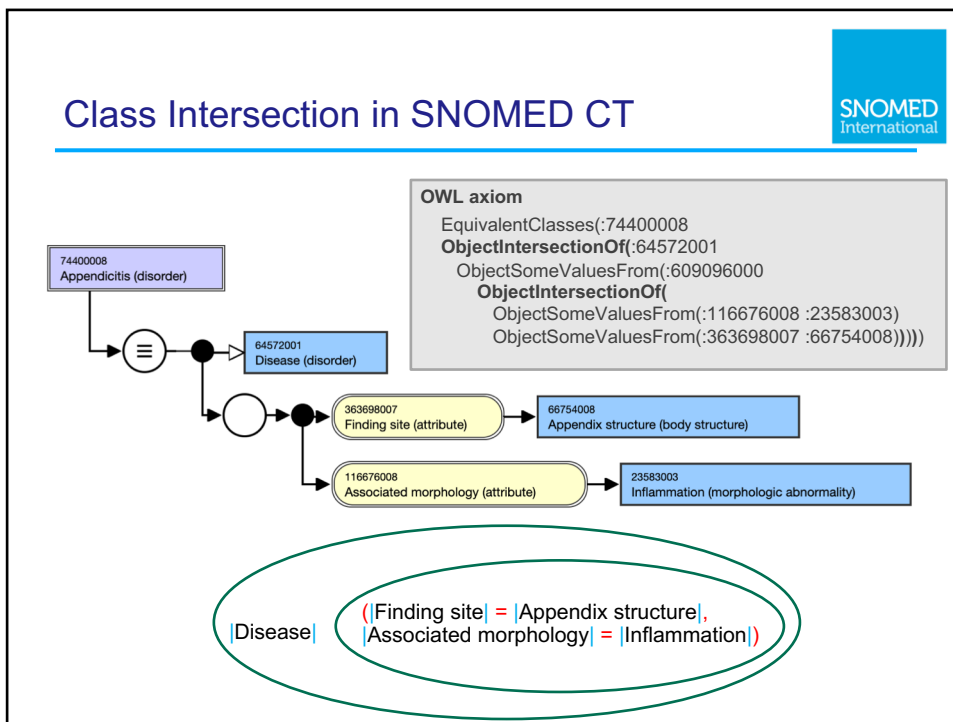 Class Intersection in SNOMED CT
SNOMED
International
OWL axiom
EquivalentClasses(:74400008
ObjectIntersectionOf(:64572001
ObjectSomeValuesFrom(:609096000
ObjectIntersectionOf(
ObjectSomeValuesFrom(:116676008 :23583003)
ObjectSomeValuesFrom(:363698007 :66754008)))))
74400008
Appendicitis (disorder)
64572001
Disease (disorder)
363698007
Finding site (attribute)
66754008
Appendix structure (body structure)
116676008
Associated morphology (attribute)
23583003
Inflammation (morphologic abnormality)
|Disease|
(|Finding site| = |Appendix structure|,
|Associated morphology| = |Inflammation|)